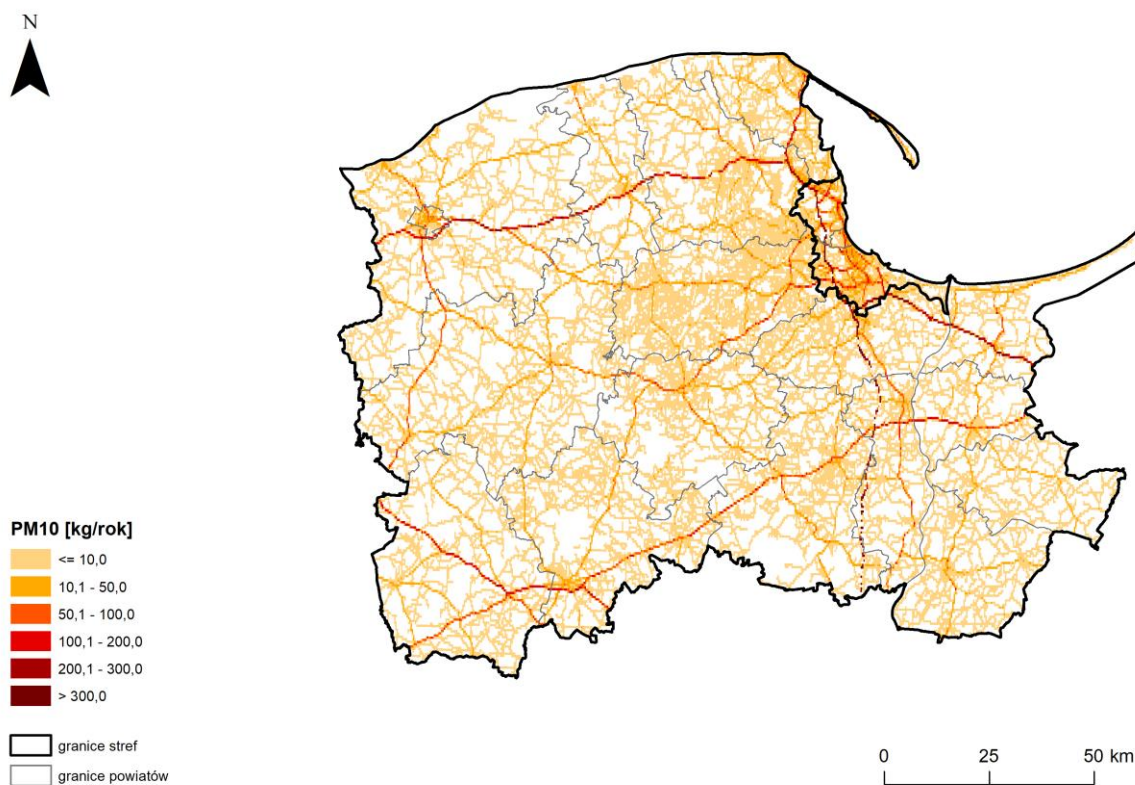 N
PM10 [kg/rok]
<= 10,0
10,1 - 50,0
50,1 - 100,0
100,1 - 200,0
200,1 - 300,0
> 300,0
granice stref
granice powiatów
0 25 50 km